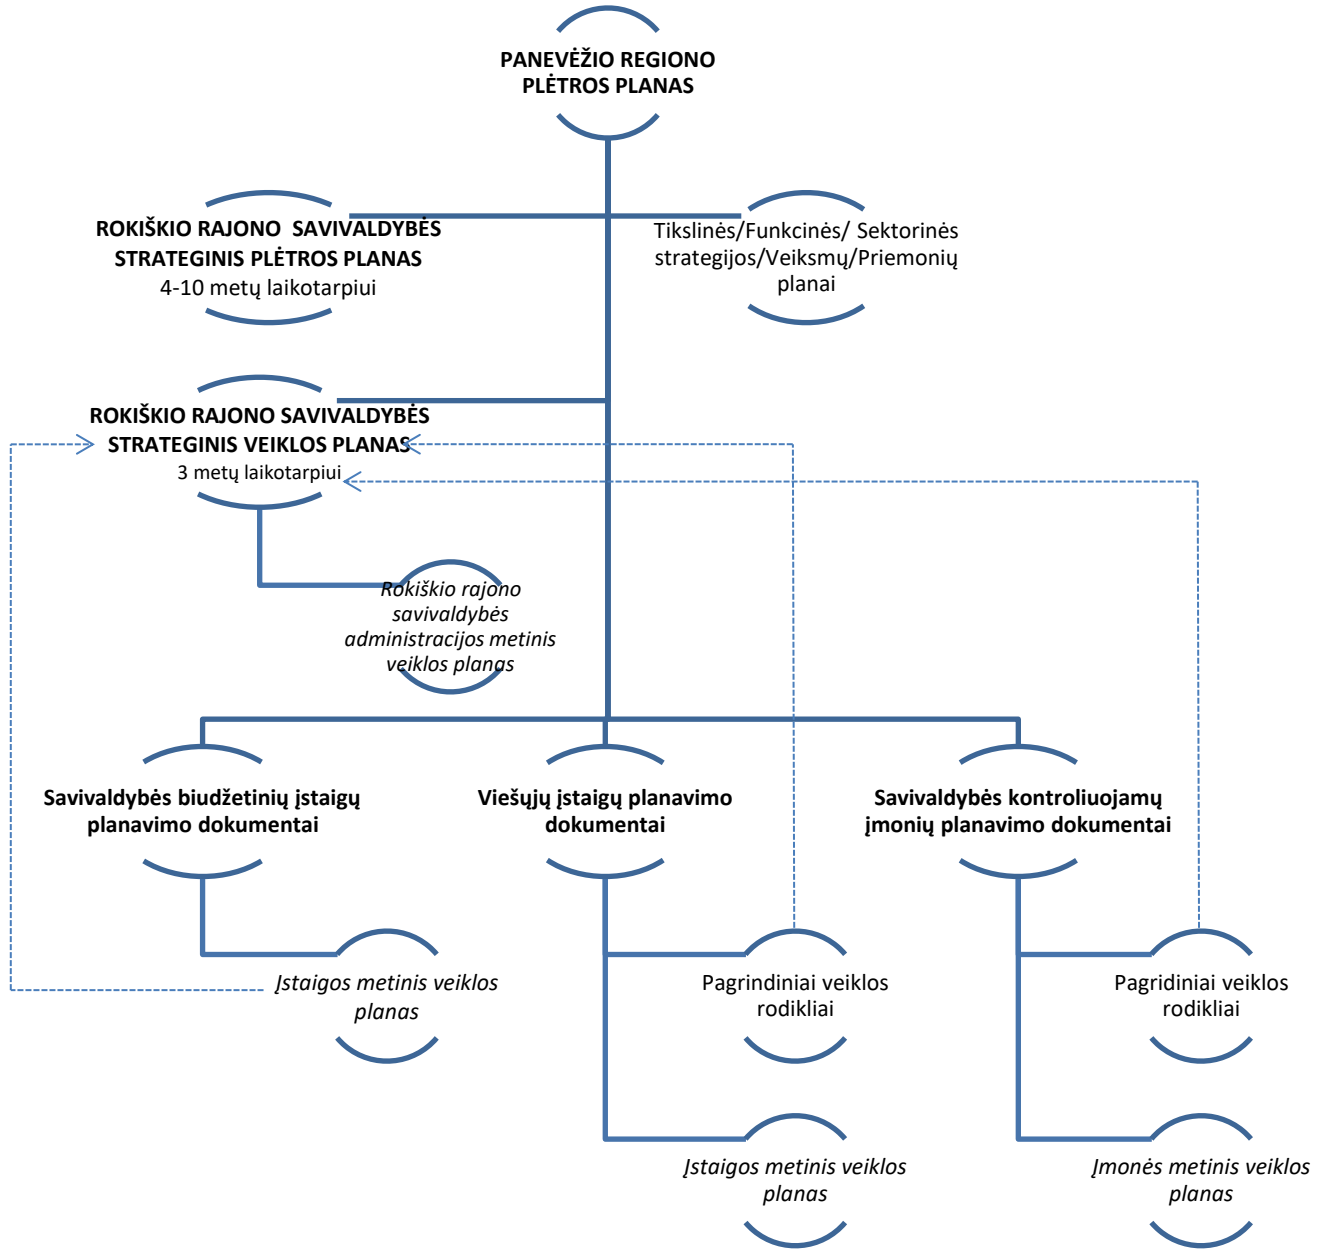 PANEVĖŽIO REGIONO
PLĖTROS PLANAS
ROKIŠKIO RAJONO SAVIVALDYBĖS
STRATEGINIS PLĖTROS PLANAS
4-10 metų laikotarpiui
Tikslinės/Funkcinės/ Sektorinės
strategijos/Veiksmų/Priemonių
planai
ROKIŠKIO RAJONO SAVIVALDYBĖS
STRATEGINIS VEIKLOS PLANAS
3 metų laikotarpiui
Rokiškio rajono
savivaldybės
administracijos metinis
veiklos planas
Savivaldybės biudžetinių įstaigų
planavimo dokumentai
Viešųjų įstaigų planavimo
dokumentai
Savivaldybės kontroliuojamų
įmonių planavimo dokumentai
Įstaigos metinis veiklos
planas
Pagrindiniai veiklos
rodikliai
Pagridiniai veiklos
rodikliai
Įstaigos metinis veiklos
planas
Įmonės metinis veiklos
planas